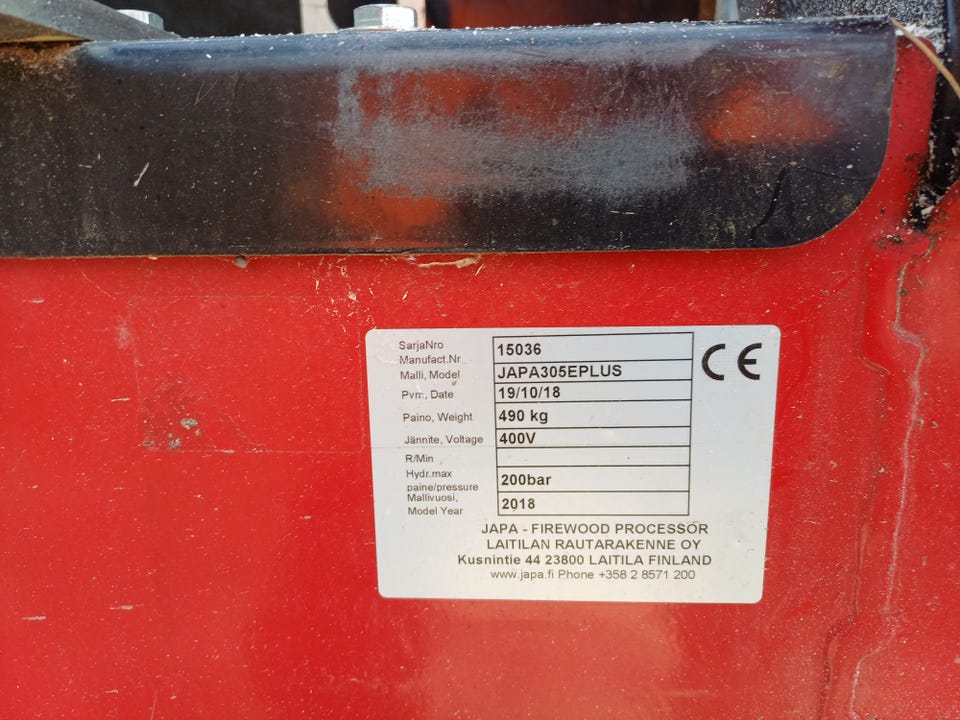 SarjaNro
Manufact.Nr 15036
Malli, Model JAPA305EPLUS
Pvm, Date 19/10/18
Paino, Weight 490 kg
Jännite, Voltage 400V
R/Min
Hydr.max
paine/pressure 200bar
Mallivuosi,
Model Year 2018
CE
JAPA - FIREWOOD PROCESSOR
LAITILAN RAUTARAKENNE OY
Kusnintie 44 23800 LAITILA FINLAND
www.japa.fi Phone +358 2 8571 200